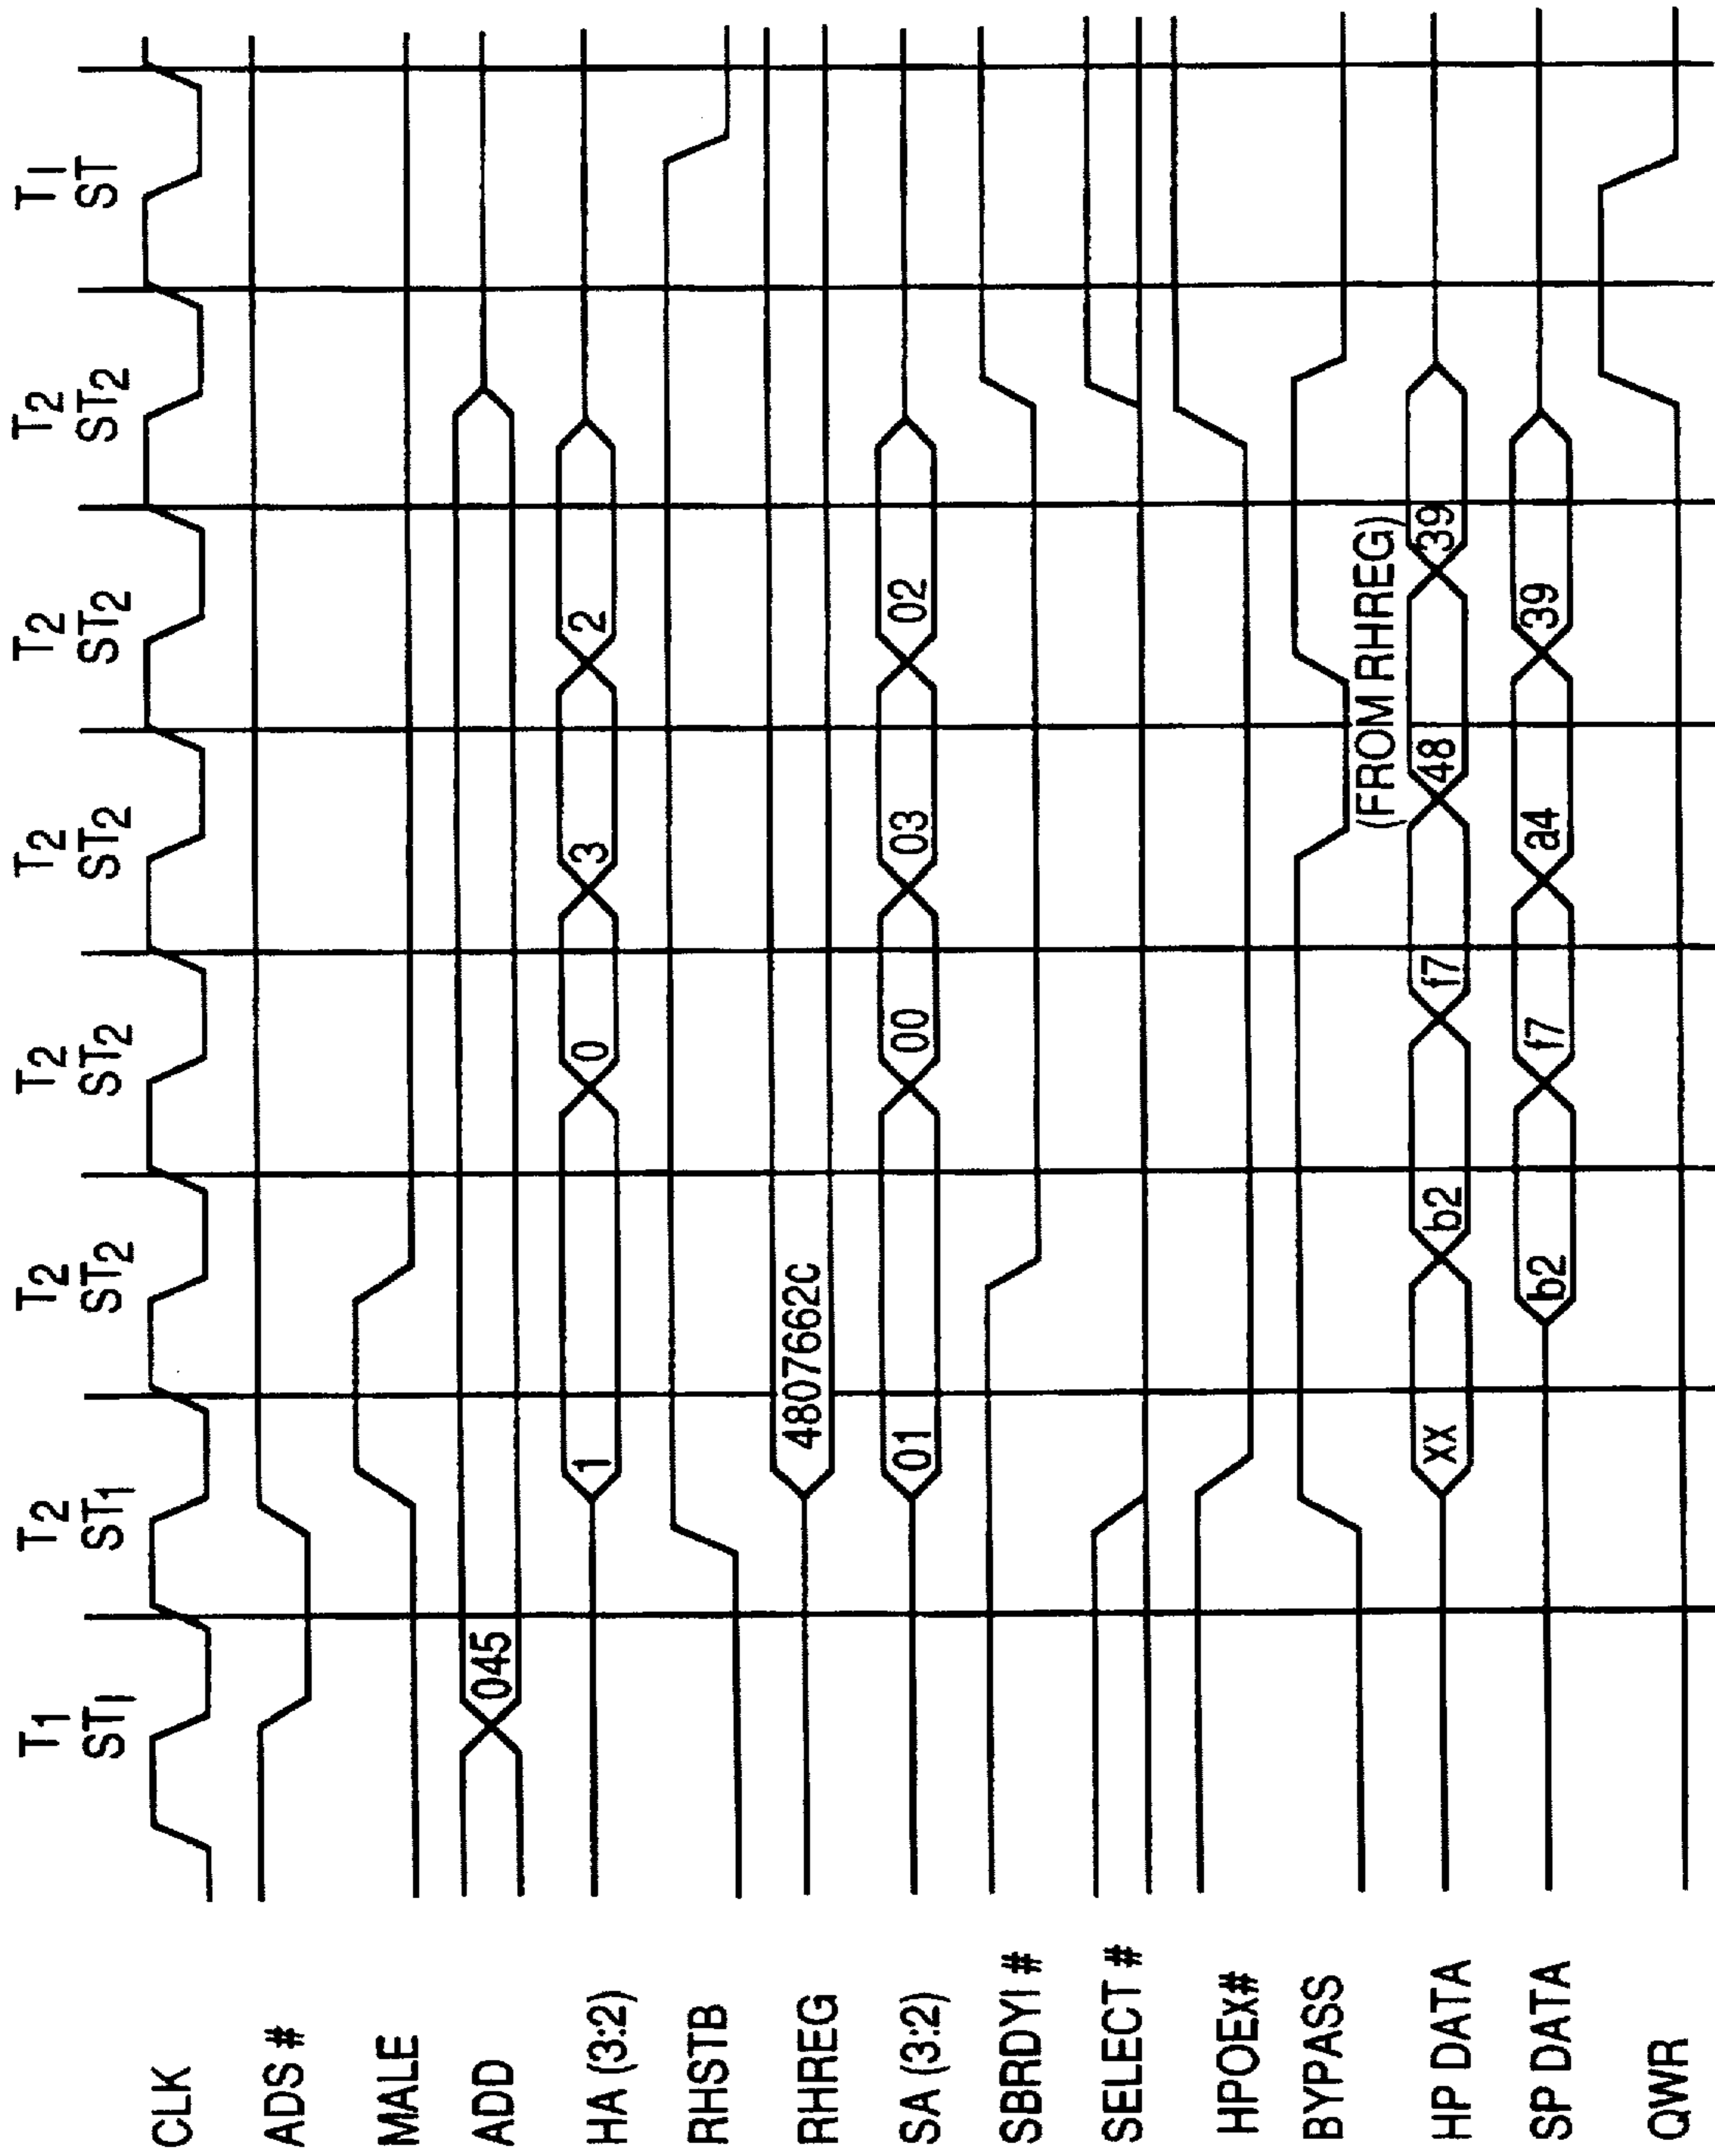 T1 T2 T2 T2 T2 T2 T2 TI
STI ST1 ST2 ST2 ST2 ST2 ST2 ST
CLK
ADS #
MALE
ADD 045
HA (3:2) 1 0 3 2
RHSTB
RHREG 4807662c
SA (3:2) 01 00 03 02
SBRDYI #
SELECT #
HPOEX#
BYPASS
(FROM RHREG)
HP DATA xx b2 f7 48 39
SP DATA b2 f7 a4 39
QWR